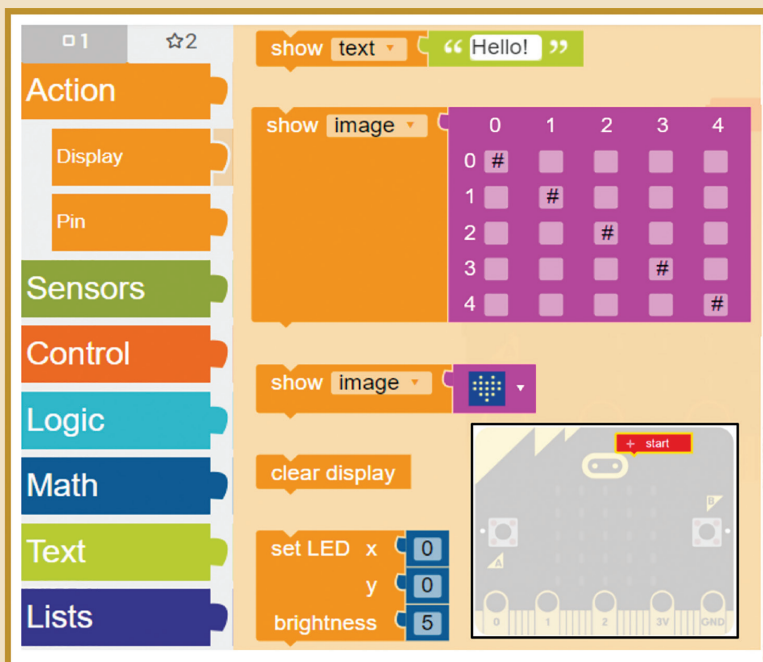 1 2
Action
Display
Pin
Sensors
Control
Logic
Math
Text
Lists
show text “ Hello! ”
show image 0 1 2 3 4
0 #
1 #
2 #
3 #
4 #
show image
clear display
set LED x 0
y 0
brightness 5
+ start
B
A
0 1 2 3V GND